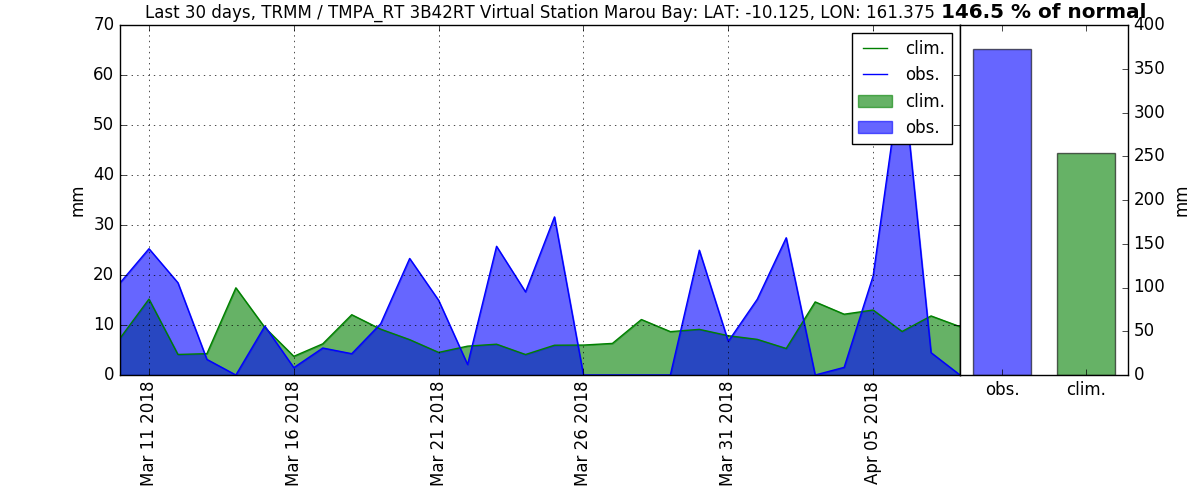 Last 30 days, TRMM / TMPA_RT 3B42RT Virtual Station Marou Bay: LAT: -10.125, LON: 161.375 146.5 % of normal
70
60
50
40
30
20
10
0
mm
clim.
obs.
clim.
obs.
Mar 11 2018
Mar 16 2018
Mar 21 2018
Mar 26 2018
Mar 31 2018
Apr 05 2018
400
350
300
250
200
150
100
50
0
mm
obs.
clim.